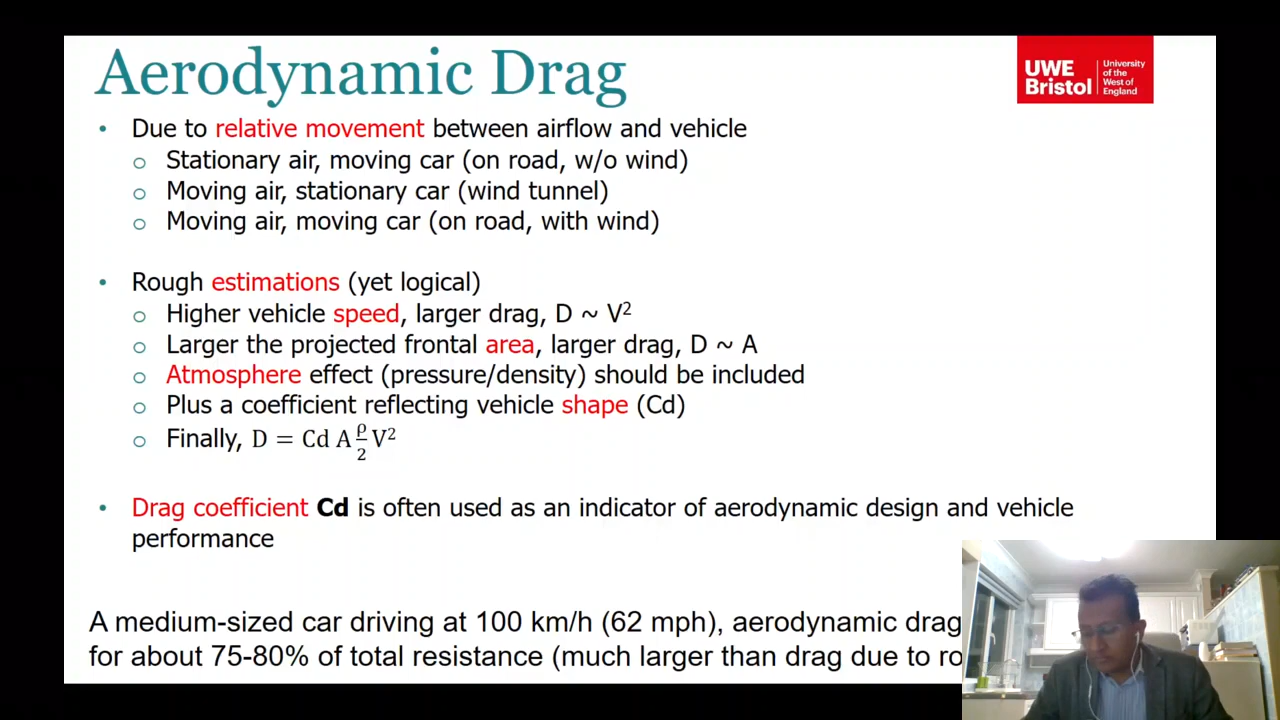 Aerodynamic Drag
UWE Bristol | University of the West of England
• Due to relative movement between airflow and vehicle
o Stationary air, moving car (on road, w/o wind)
o Moving air, stationary car (wind tunnel)
o Moving air, moving car (on road, with wind)
• Rough estimations (yet logical)
o Higher vehicle speed, larger drag, D ~ V²
o Larger the projected frontal area, larger drag, D ~ A
o Atmosphere effect (pressure/density) should be included
o Plus a coefficient reflecting vehicle shape (Cd)
o Finally, D = Cd A ρ/2 V²
• Drag coefficient Cd is often used as an indicator of aerodynamic design and vehicle
performance
A medium-sized car driving at 100 km/h (62 mph), aerodynamic drag
for about 75-80% of total resistance (much larger than drag due to